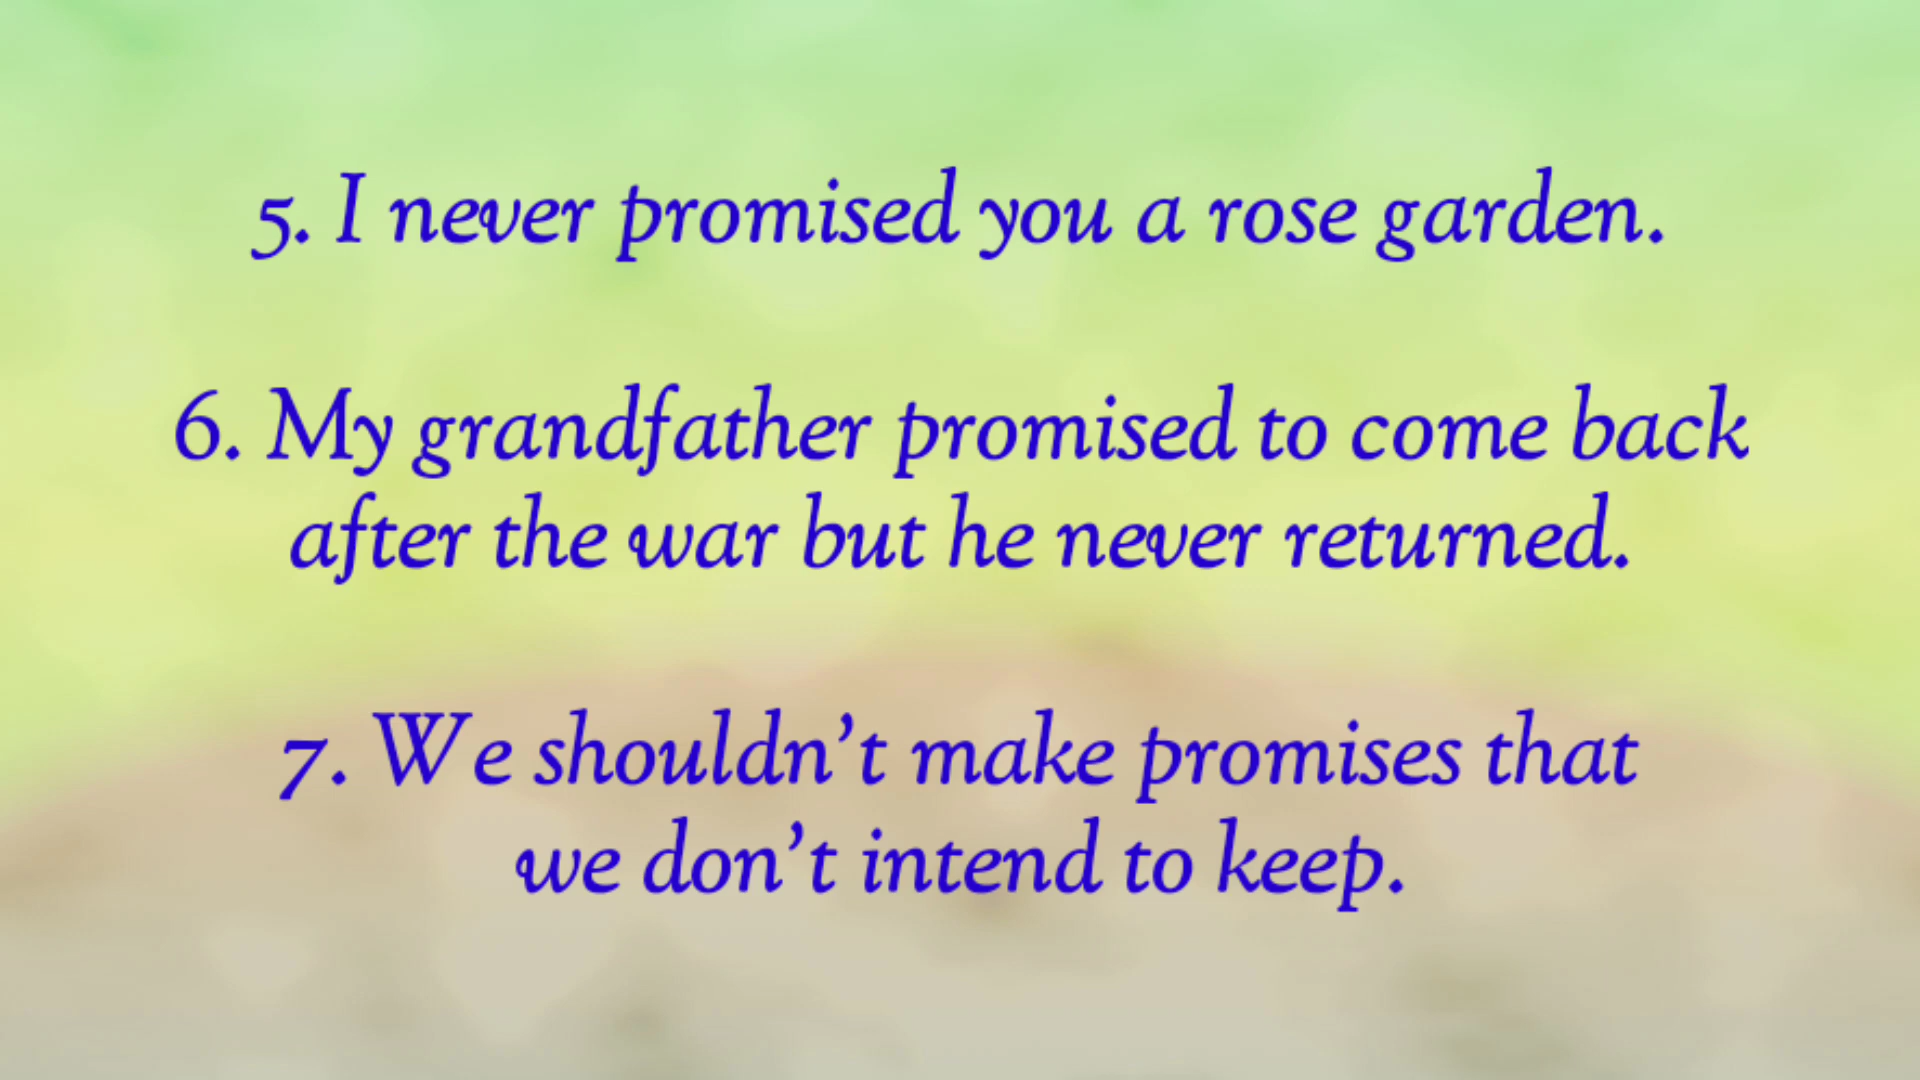 5. I never promised you a rose garden.
6. My grandfather promised to come back
after the war but he never returned.
7. We shouldn’t make promises that
we don’t intend to keep.